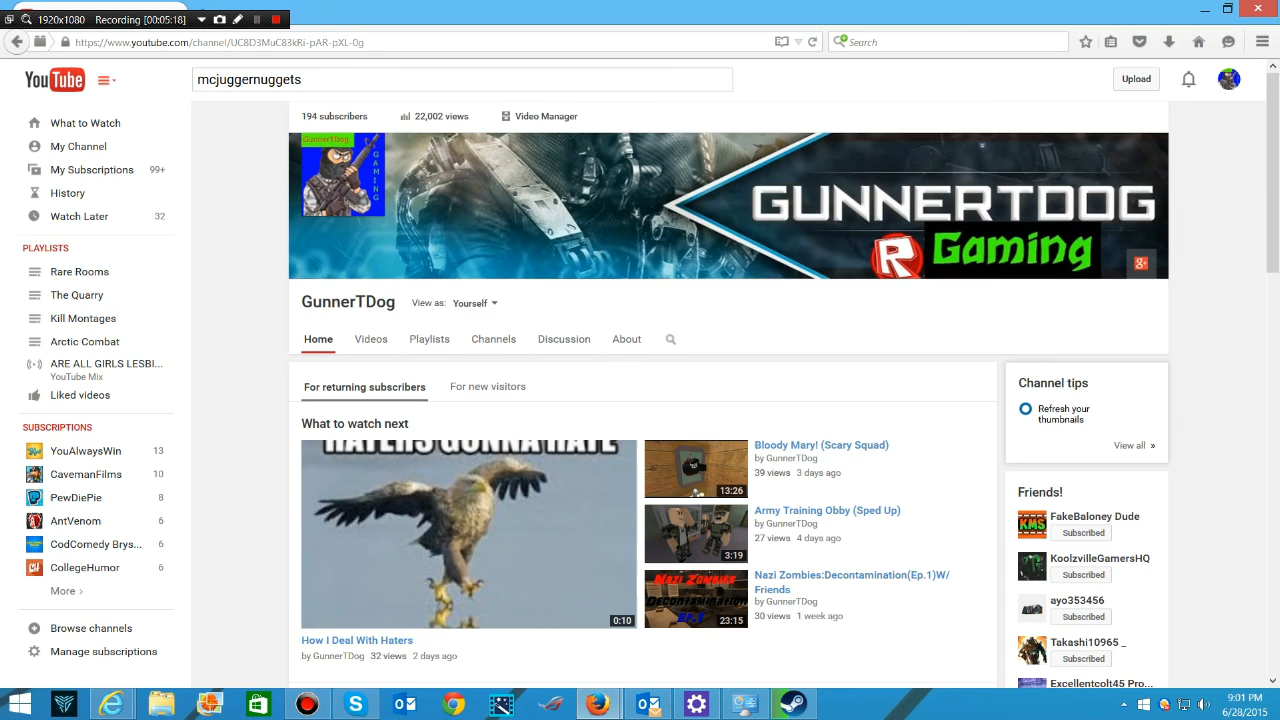 1920x1080 Recording [00:05:18]
https://www.youtube.com/channel/UC8D3MuC83kRi-pAR-pXL-0g
Search
YouTube
mcjuggernuggets
Upload
What to Watch
My Channel
My Subscriptions 99+
History
Watch Later 32
PLAYLISTS
Rare Rooms
The Quarry
Kill Montages
Arctic Combat
ARE ALL GIRLS LESBI...
YouTube Mix
Liked videos
SUBSCRIPTIONS
YouAlwaysWin 13
CavemanFilms 10
PewDiePie 8
AntVenom 6
CodComedy Brys... 6
CollegeHumor 6
More >
Browse channels
Manage subscriptions
194 subscribers 22,002 views Video Manager
GunnerTDog
GAMING
GUNNERTDOG
R Gaming
g+
GunnerTDog View as: Yourself
Home Videos Playlists Channels Discussion About
For returning subscribers For new visitors
What to watch next
HATERS GONNA HATE
0:10
How I Deal With Haters
by GunnerTDog 32 views 2 days ago
13:26
Bloody Mary! (Scary Squad)
by GunnerTDog
39 views 3 days ago
3:19
Army Training Obby (Sped Up)
by GunnerTDog
27 views 4 days ago
Nazi Zombies
Decontamination
EP.1
23:15
Nazi Zombies:Decontamination(Ep.1)W/
Friends
by GunnerTDog
30 views 1 week ago
Channel tips
Refresh your
thumbnails
View all »
Friends!
KMS
FakeBaloney Dude
Subscribed
KoolzvilleGamersHQ
Subscribed
ayo353456
Subscribed
Takashi10965 _
Subscribed
Excellentcolt45 Pro...
9:01 PM
6/28/2015